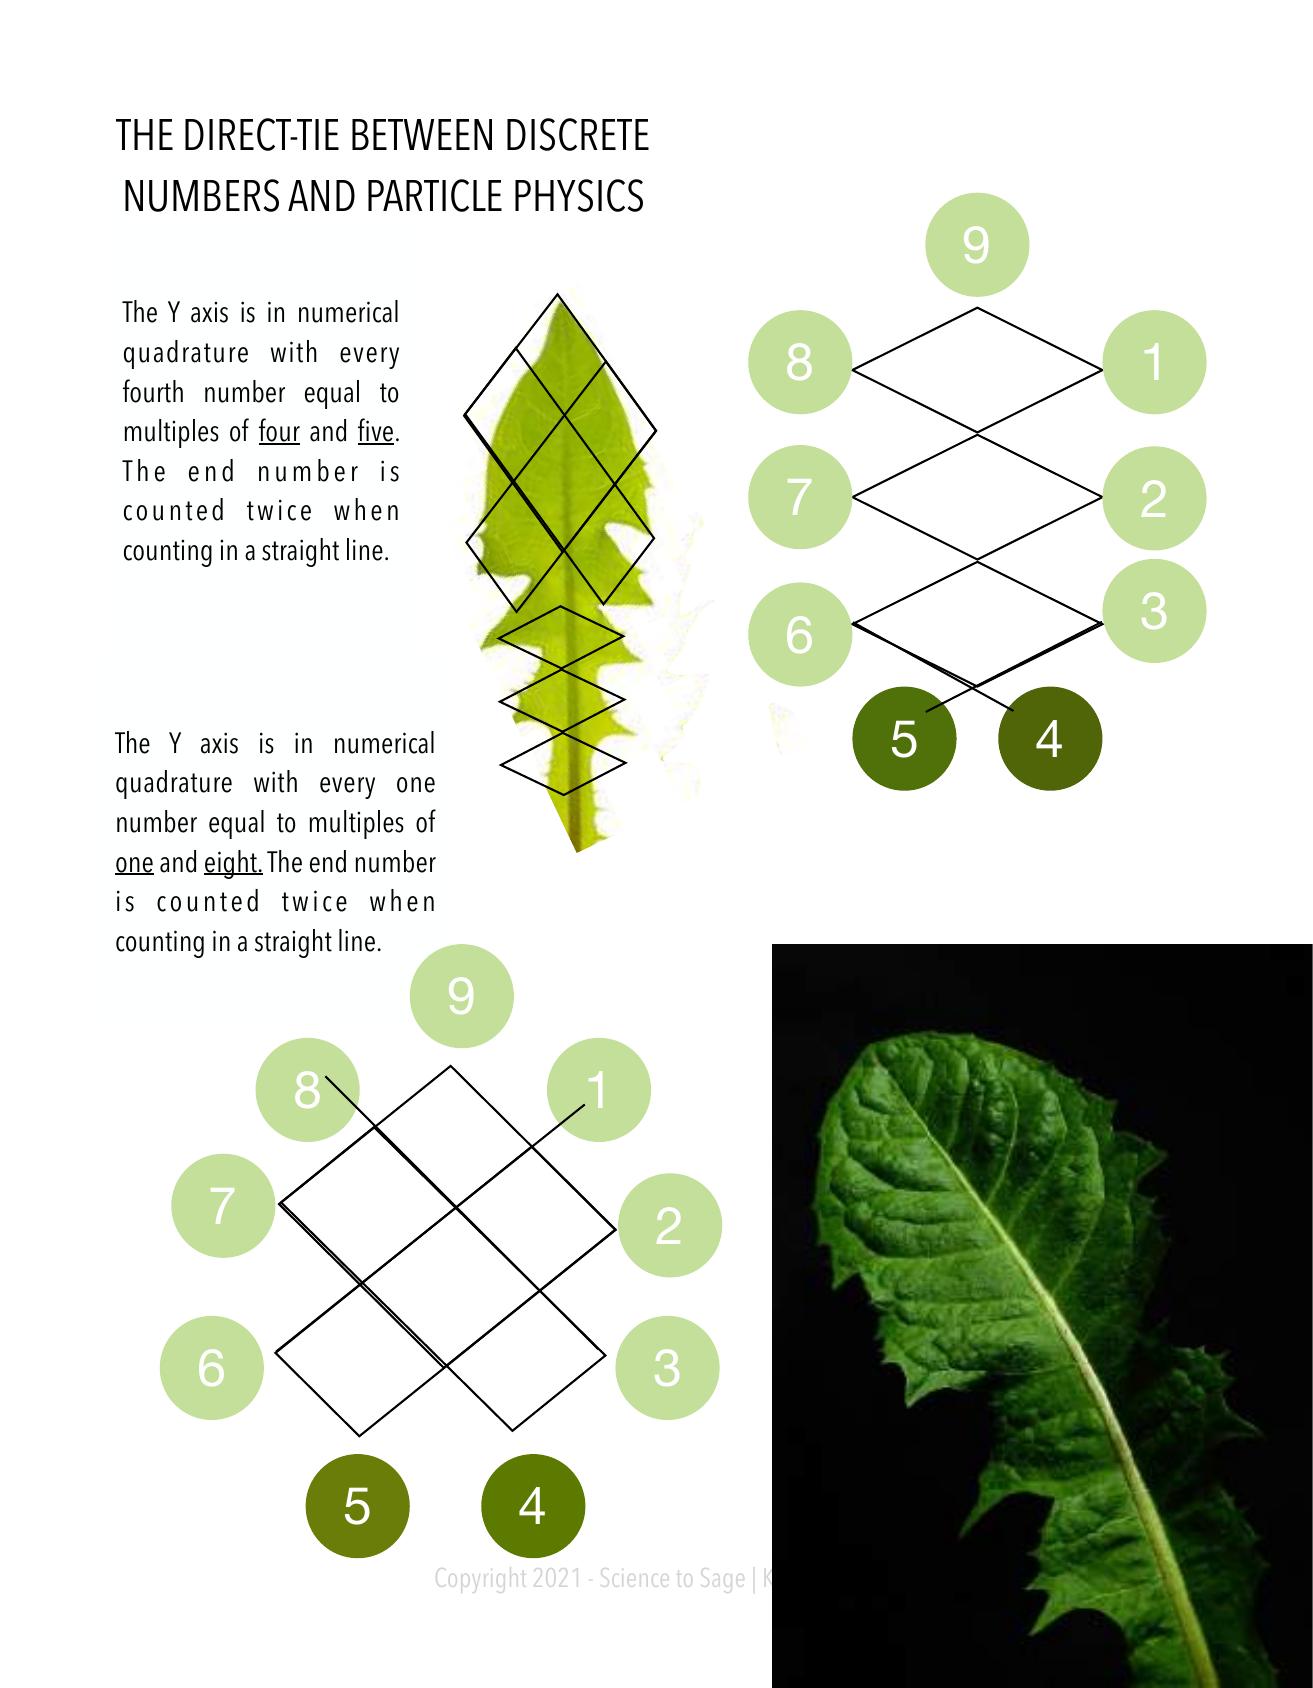 THE DIRECT-TIE BETWEEN DISCRETE
NUMBERS AND PARTICLE PHYSICS
The Y axis is in numerical
quadrature with every
fourth number equal to
multiples of four and five.
The end number is
counted twice when
counting in a straight line.
9
8
1
7
2
6
3
5
4
The Y axis is in numerical
quadrature with every one
number equal to multiples of
one and eight. The end number
is counted twice when
counting in a straight line.
9
8
1
7
2
6
3
5
4
Copyright 2021 - Science to Sage | K